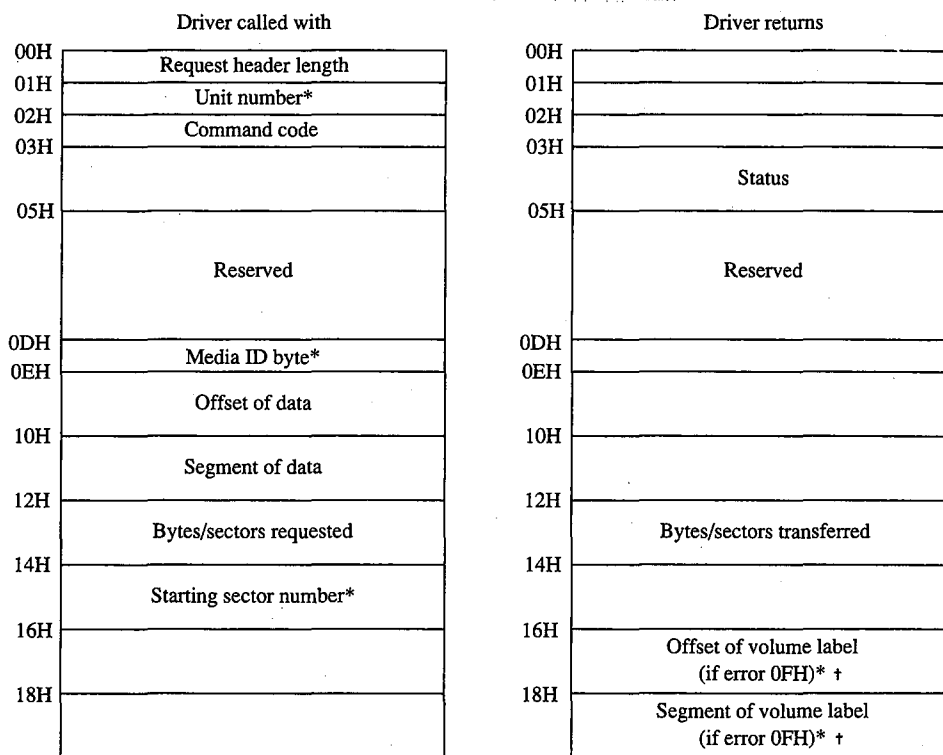 Driver called with
00H
Request header length
01H
Unit number*
02H
Command code
03H
05H
Reserved
0DH
Media ID byte*
0EH
Offset of data
10H
Segment of data
12H
Bytes/sectors requested
14H
Starting sector number*
16H
18H
Driver returns
00H
01H
02H
03H
Status
05H
Reserved
0DH
0EH
10H
12H
Bytes/sectors transferred
14H
16H
Offset of volume label
(if error 0FH)* †
18H
Segment of volume label
(if error 0FH)* †